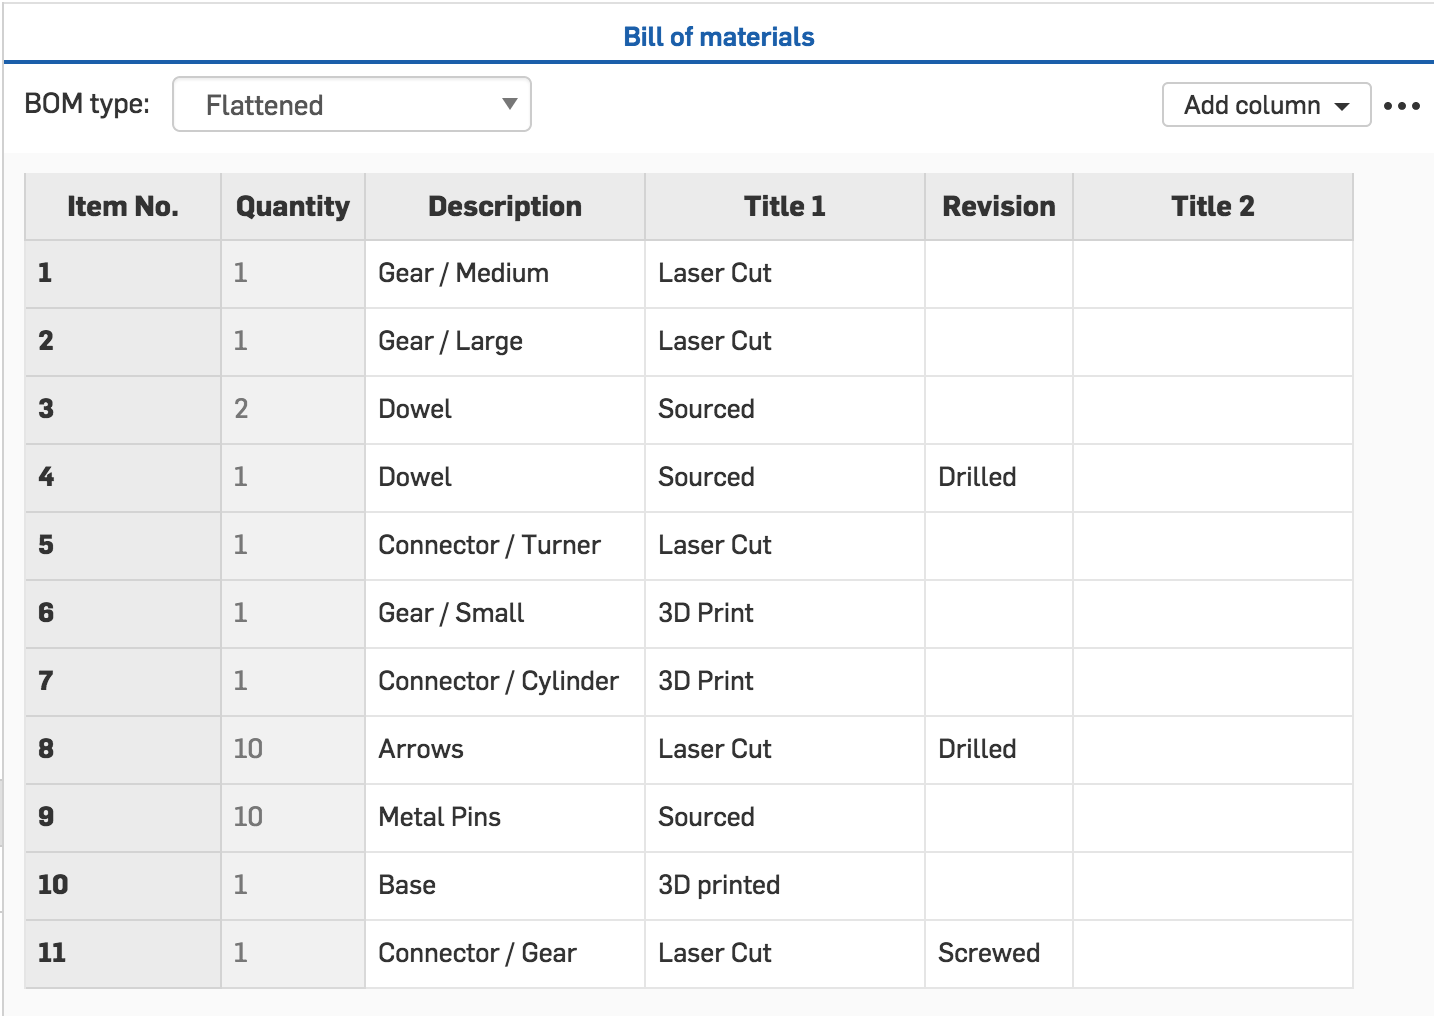 Bill of materials
BOM type: Flattened Add column
Item No. Quantity Description Title 1 Revision Title 2
1 1 Gear / Medium Laser Cut
2 1 Gear / Large Laser Cut
3 2 Dowel Sourced
4 1 Dowel Sourced Drilled
5 1 Connector / Turner Laser Cut
6 1 Gear / Small 3D Print
7 1 Connector / Cylinder 3D Print
8 10 Arrows Laser Cut Drilled
9 10 Metal Pins Sourced
10 1 Base 3D printed
11 1 Connector / Gear Laser Cut Screwed